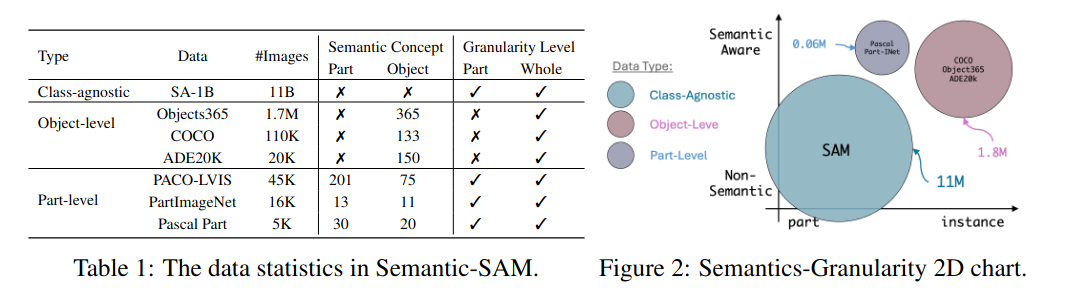 Type Data #Images Semantic Concept Granularity Level
Part Object Part Whole
Class-agnostic SA-1B 11B ✗ ✗ ✓ ✓
Object-level Objects365 1.7M ✗ 365 ✗ ✓
COCO 110K ✗ 133 ✗ ✓
ADE20K 20K ✗ 150 ✗ ✓
Part-level PACO-LVIS 45K 201 75 ✓ ✓
PartImageNet 16K 13 11 ✓ ✓
Pascal Part 5K 30 20 ✓ ✓
Table 1: The data statistics in Semantic-SAM.
Data Type:
Class-Agnostic
Object-Leve
Part-Level
Semantic
Aware
Non-
Semantic
0.06M
Pascal
Part-INet
COCO
Object365
ADE20k
1.8M
SAM
11M
part
instance
Figure 2: Semantics-Granularity 2D chart.